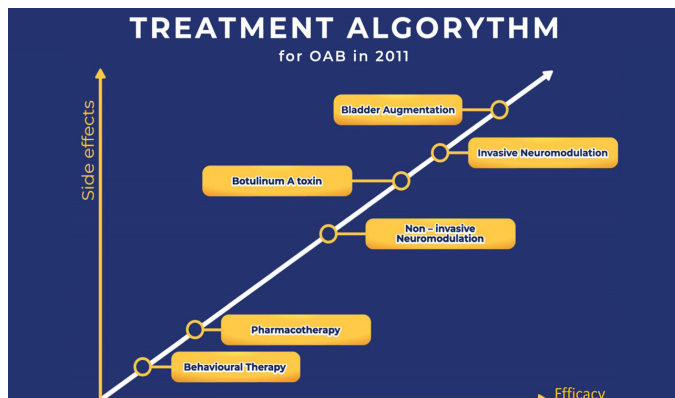 TREATMENT ALGORYTHM
for OAB in 2011
Side effects
Bladder Augmentation
Invasive Neuromodulation
Botulinum A toxin
Non – invasive
Neuromodulation
Pharmacotherapy
Behavioural Therapy
Efficacy